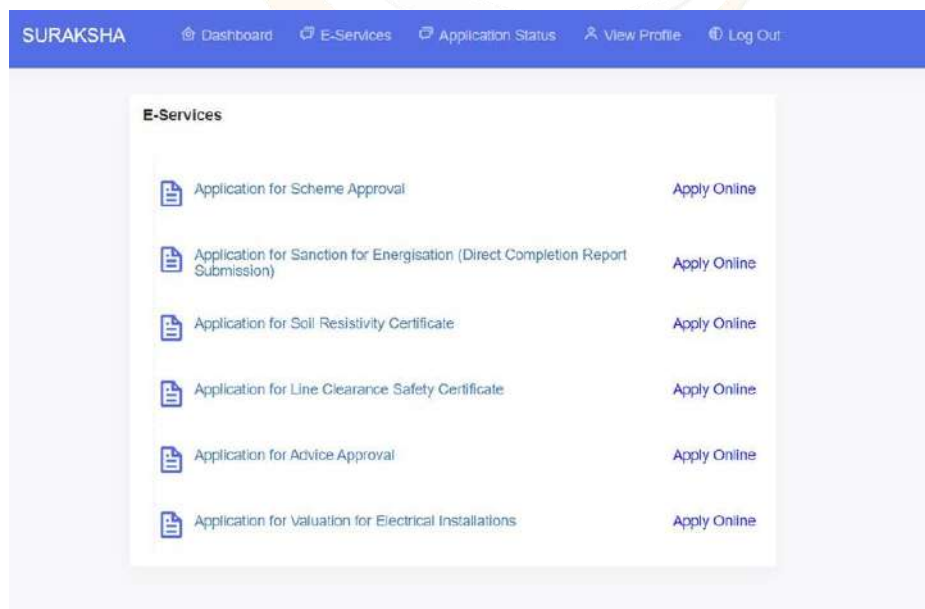 SURAKSHA Dashboard E-Services Application Status View Profile Log Out
E-Services
Application for Scheme Approval Apply Online
Application for Sanction for Energisation (Direct Completion Report
Submission) Apply Online
Application for Soil Resistivity Certificate Apply Online
Application for Line Clearance Safety Certificate Apply Online
Application for Advice Approval Apply Online
Application for Valuation for Electrical Installations Apply Online